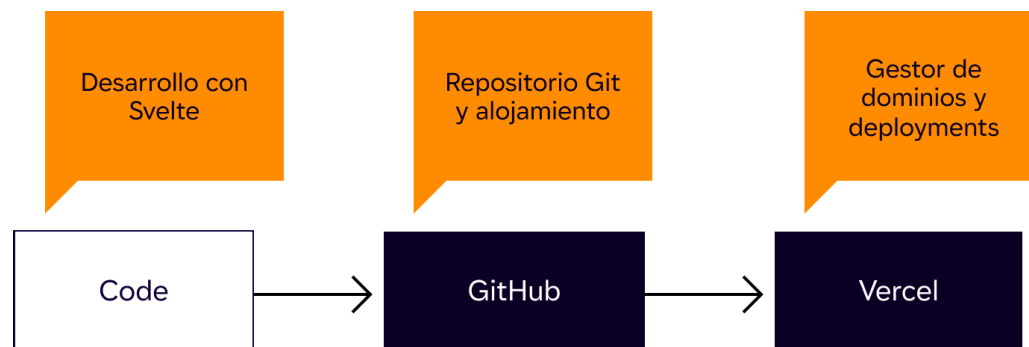 Desarrollo con
Svelte
Repositorio Git
y alojamiento
Gestor de
dominios y
deployments
Code
GitHub
Vercel